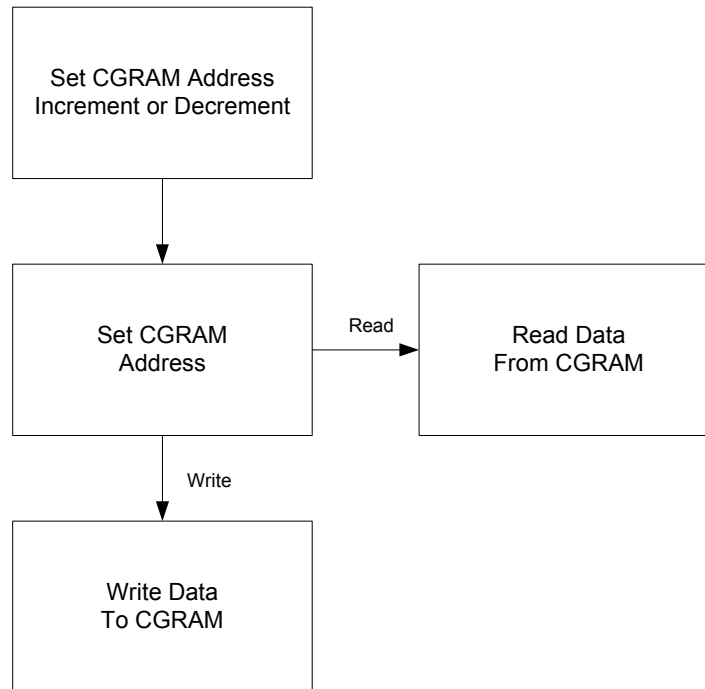 Set CGRAM Address
Increment or Decrement
Set CGRAM
Address
Read
Read Data
From CGRAM
Write
Write Data
To CGRAM